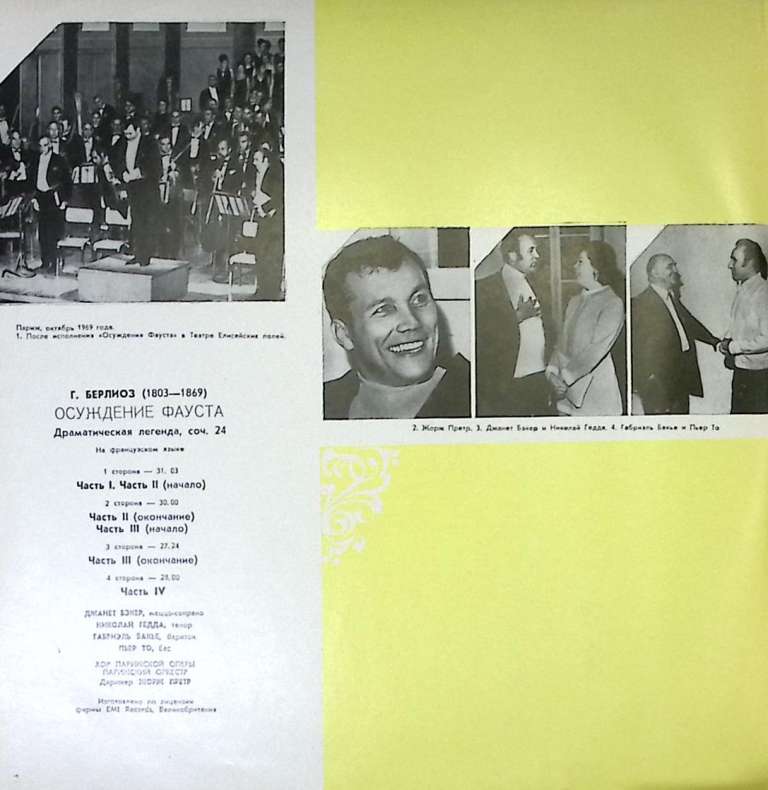 Париж, октябрь 1969 года.
1. После исполнения «Осуждения Фауста» в Театре Елисейских полей.
2. Жорж Претр, 3. Джанет Бэкер и Николай Гедда, 4. Габриэль Бакье и Пьер То
Г. БЕРЛИОЗ (1803—1869)
ОСУЖДЕНИЕ ФАУСТА
Драматическая легенда, соч. 24
На французском языке
1 сторона — 31.03
Часть I. Часть II (начало)
2 сторона — 30.00
Часть II (окончание)
Часть III (начало)
3 сторона — 27.24
Часть III (окончание)
4 сторона — 28.00
Часть IV
ДЖАНЕТ БЭКЕР, меццо-сопрано
НИКОЛАЙ ГЕДДА, тенор
ГАБРИЭЛЬ БАКЬЕ, баритон
ПЬЕР ТО, бас
ХОР ПАРИЖСКОЙ ОПЕРЫ
ПАРИЖСКИЙ ОРКЕСТР
Дирижер ЖОРЖ ПРЕТР
Изготовлено по лицензии
фирмы EMI Records, Великобритания